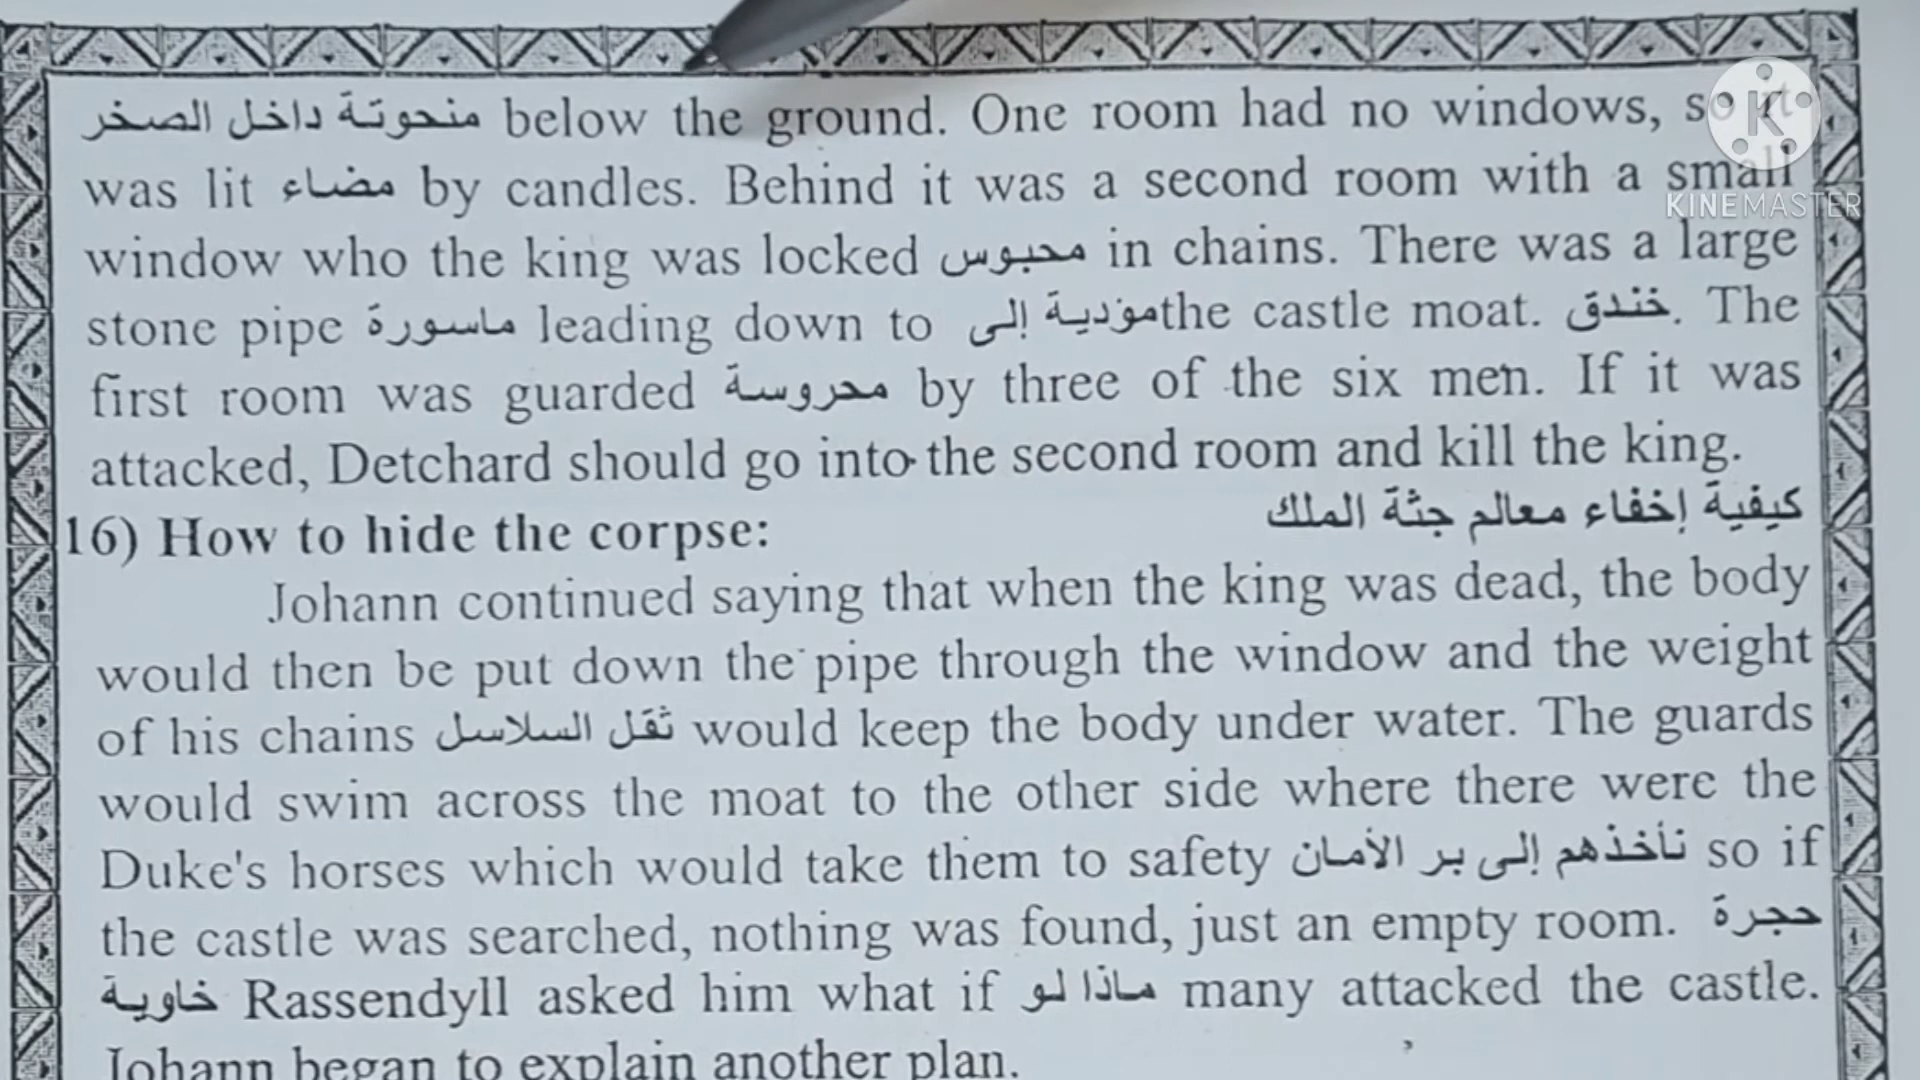 منحوتة داخل الصخر below the ground. One room had no windows, so it
was lit مضاء by candles. Behind it was a second room with a small
window who the king was locked محبوس in chains. There was a large
stone pipe ماسورة leading down to مؤدية إلى the castle moat. خندق. The
first room was guarded محروسة by three of the six men. If it was
attacked, Detchard should go into the second room and kill the king.
16) How to hide the corpse: كيفية إخفاء معالم جثة الملك
Johann continued saying that when the king was dead, the body
would then be put down the pipe through the window and the weight
of his chains ثقل السلاسل would keep the body under water. The guards
would swim across the moat to the other side where there were the
Duke's horses which would take them to safety تأخذهم إلى بر الأمان so if
the castle was searched, nothing was found, just an empty room. حجرة
خاوية Rassendyll asked him what if ماذا لو many attacked the castle.
Johann began to explain another plan.
K
KINEMASTER